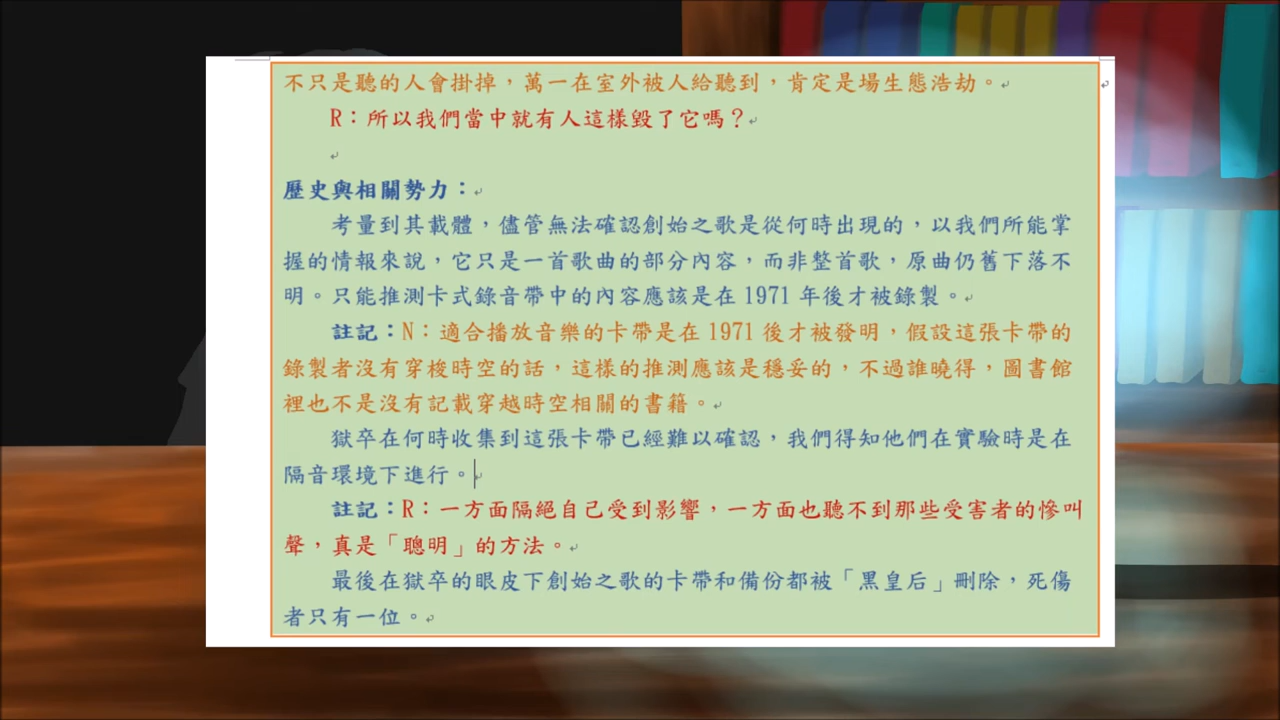 不只是聽的人會掛掉，萬一在室外被人給聽到，肯定是場生態浩劫。
R：所以我們當中就有人這樣毀了它嗎？
歷史與相關勢力：
考量到其載體，儘管無法確認創始之歌是從何時出現的，以我們所能掌
握的情報來說，它只是一首歌曲的部分內容，而非整首歌，原曲仍舊下落不
明。只能推測卡式錄音帶中的內容應該是在 1971 年後才被錄製。
註記：N：適合播放音樂的卡帶是在 1971 後才被發明，假設這張卡帶的
錄製者沒有穿梭時空的話，這樣的推測應該是穩妥的，不過誰曉得，圖書館
裡也不是沒有記載穿越時空相關的書籍。
獄卒在何時收集到這張卡帶已經難以確認，我們得知他們在實驗時是在
隔音環境下進行。
註記：R：一方面隔絕自己受到影響，一方面也聽不到那些受害者的慘叫
聲，真是「聰明」的方法。
最後在獄卒的眼皮下創始之歌的卡帶和備份都被「黑皇后」刪除，死傷
者只有一位。